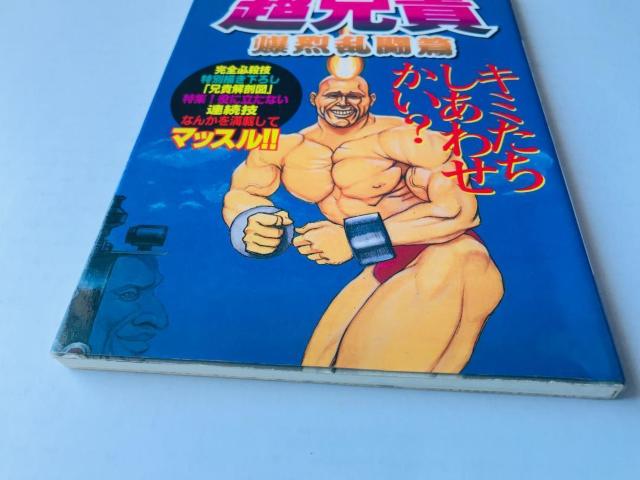 超兄貴
爆烈乱闘篇
完全必殺技
特別描き下ろし
「兄貴解剖図」
特集!役に立たない
連続技
なんかを満載して
マッスル!!
キミたち
しあわせ
かい?